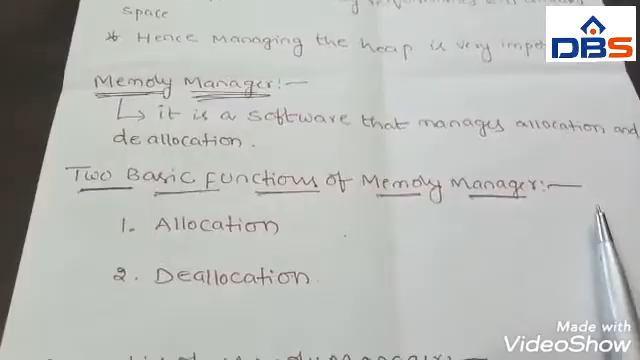 space
* Hence managing the heap is very
DBS
Memory Manager:-
↳ it is a software that manages allocation and
deallocation.
Two Basic Functions of Memory Manager:-
1. Allocation
2. Deallocation.
Made with
VideoShow